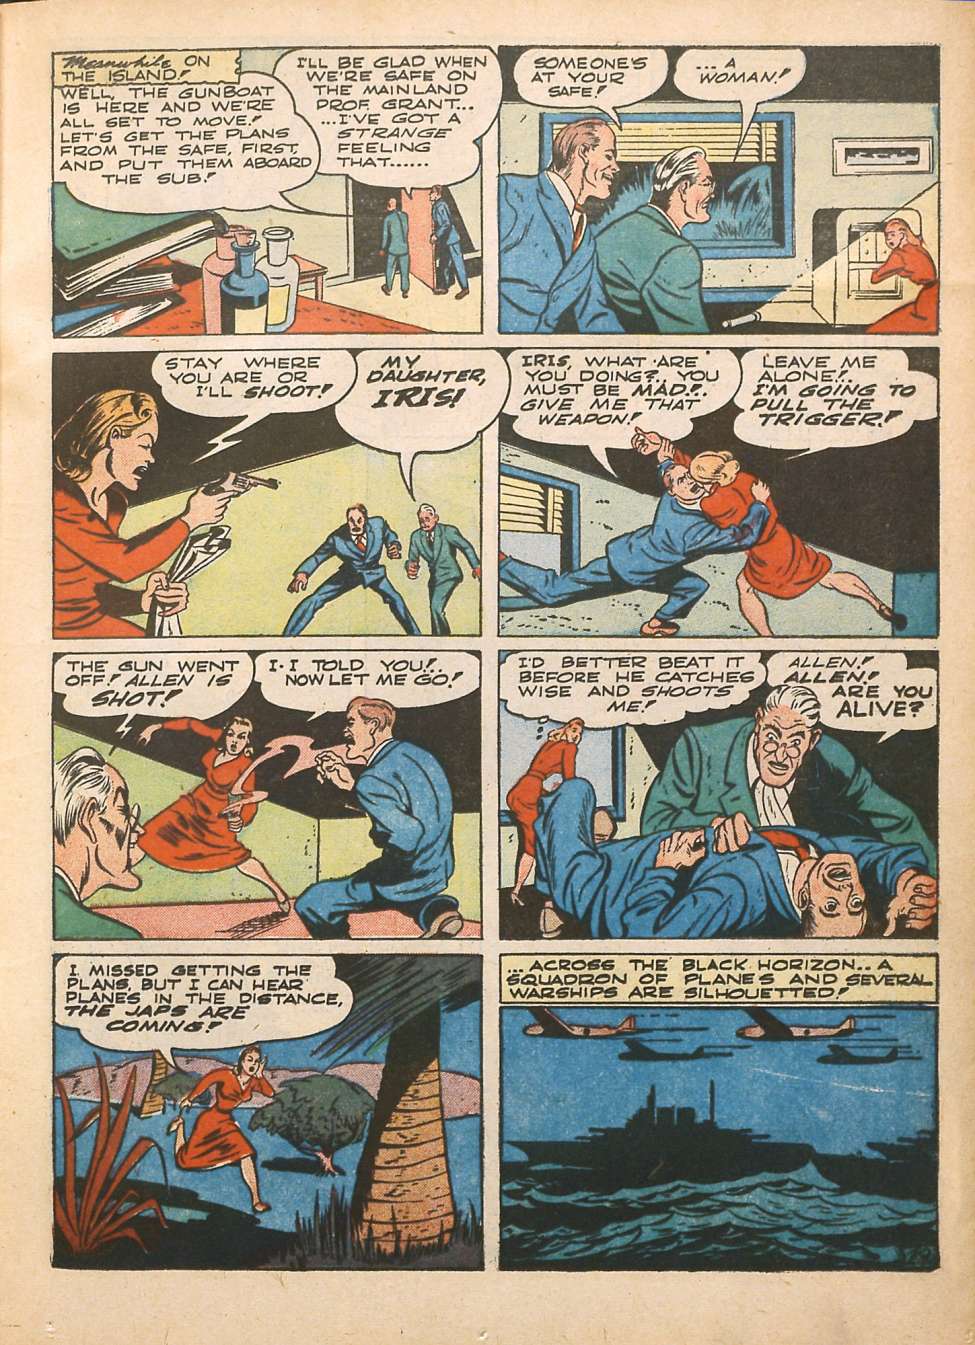 Meanwhile ON
THE ISLAND!
WELL, THE GUNBOAT
IS HERE AND WE'RE
ALL SET TO MOVE!
LET'S GET THE PLANS
FROM THE SAFE, FIRST,
AND PUT THEM ABOARD
THE SUB!
I'LL BE GLAD WHEN
WE'RE SAFE ON
THE MAINLAND
PROF. GRANT...
...I'VE GOT A
STRANGE
FEELING
THAT......
SOMEONE'S
AT YOUR
SAFE!
...A
WOMAN!
STAY WHERE
YOU ARE OR
I'LL SHOOT!
MY
DAUGHTER,
IRIS!
IRIS, WHAT ARE
YOU DOING?.. YOU
MUST BE MAD!..
GIVE ME THAT
WEAPON!
LEAVE ME
ALONE!..
I'M GOING TO
PULL THE
TRIGGER!
THE GUN WENT
OFF! ALLEN IS
SHOT!
I-I TOLD YOU!..
NOW LET ME GO!
I'D BETTER BEAT IT
BEFORE HE CATCHES
WISE AND SHOOTS
ME!
ALLEN!
ALLEN!
ARE YOU
ALIVE?
I MISSED GETTING THE
PLANS, BUT I CAN HEAR
PLANES IN THE DISTANCE,
THE JAPS ARE
COMING!
...ACROSS THE BLACK HORIZON.. A
SQUADRON OF PLANE'S AND SEVERAL
WARSHIPS ARE SILHOUETTED!